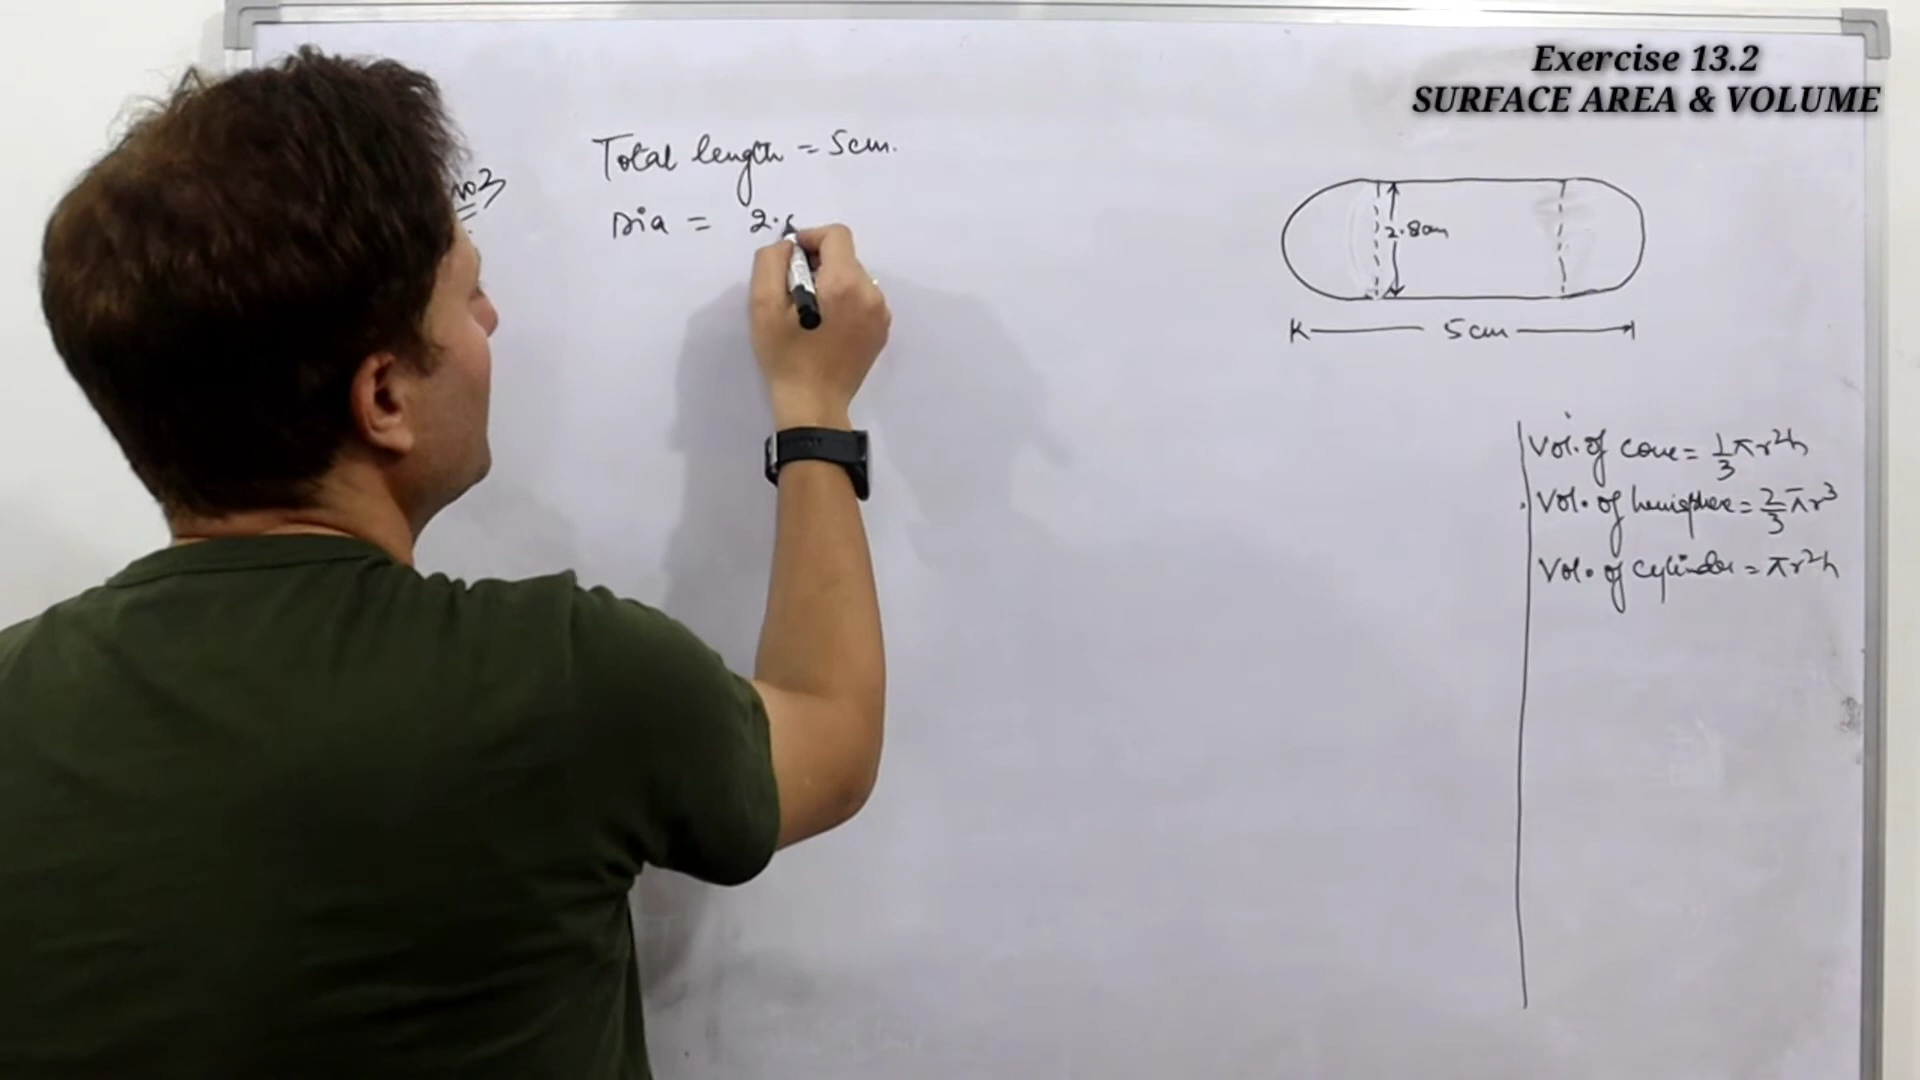 Exercise 13.2
SURFACE AREA & VOLUME
Total length = 5cm.
Dia = 2.
2.8cm
5cm
Vol. of cone = 1/3 πr²h
Vol. of hemisphere = 2/3 πr³
Vol. of cylinder = πr²h